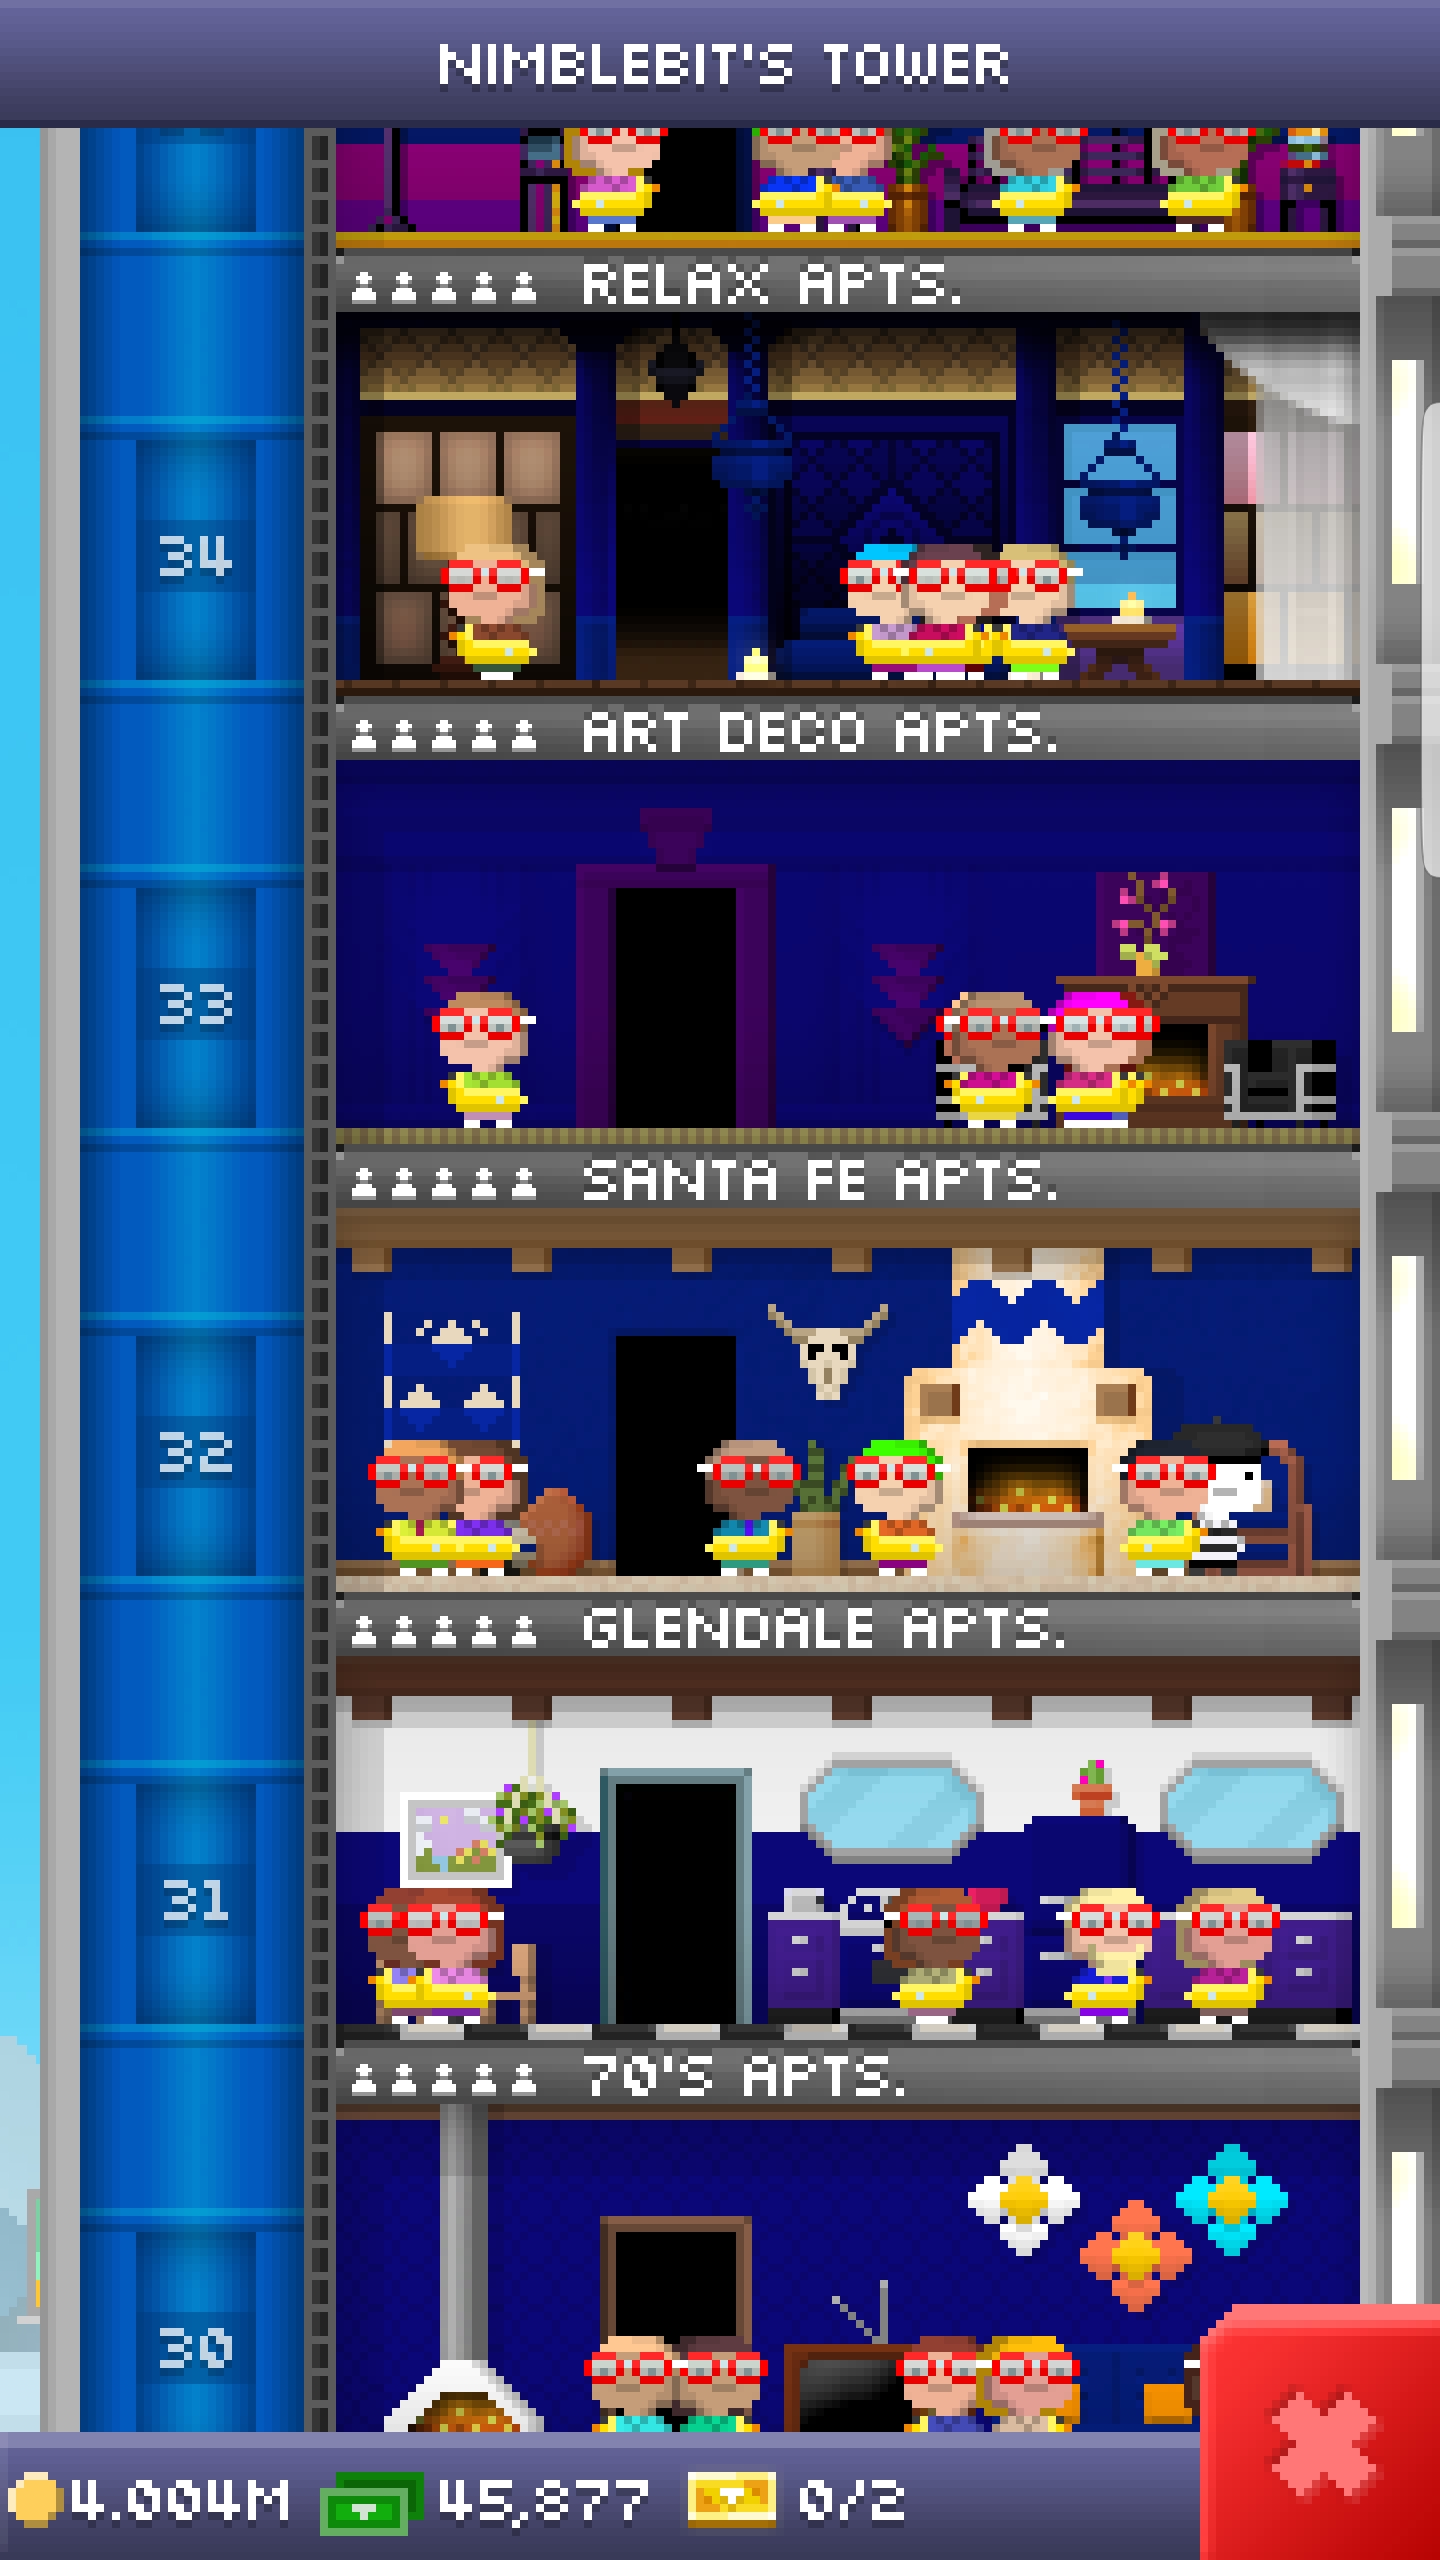 NIMBLEBIT'S TOWER
RELAX APTS.
34
ART DECO APTS.
33
SANTA FE APTS.
32
GLENDALE APTS.
31
70'S APTS.
30
4.004M 45,877 0/2